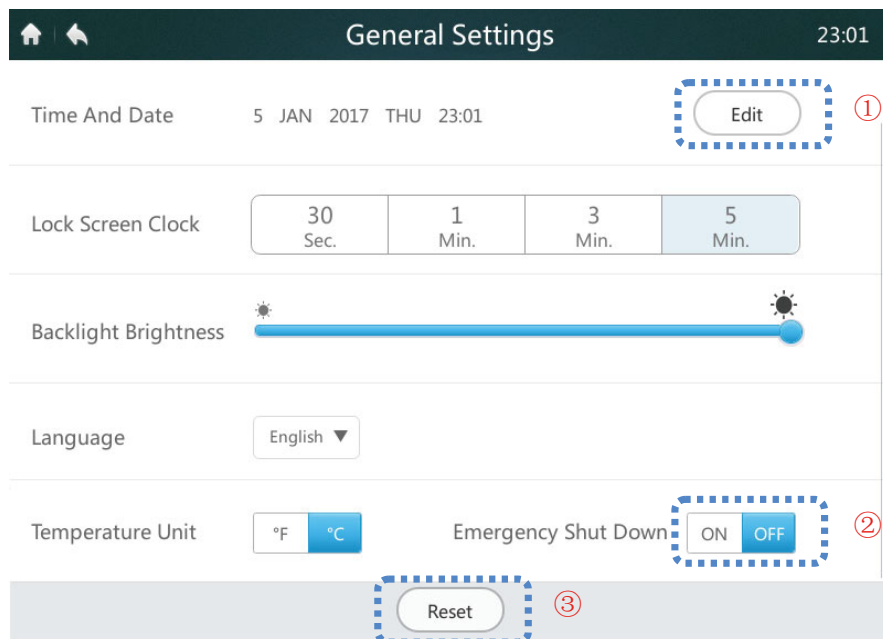 General Settings 23:01
Time And Date 5 JAN 2017 THU 23:01 Edit ①
Lock Screen Clock 30 Sec. 1 Min. 3 Min. 5 Min.
Backlight Brightness
Language English ▼
Temperature Unit °F °C Emergency Shut Down ON OFF ②
Reset ③